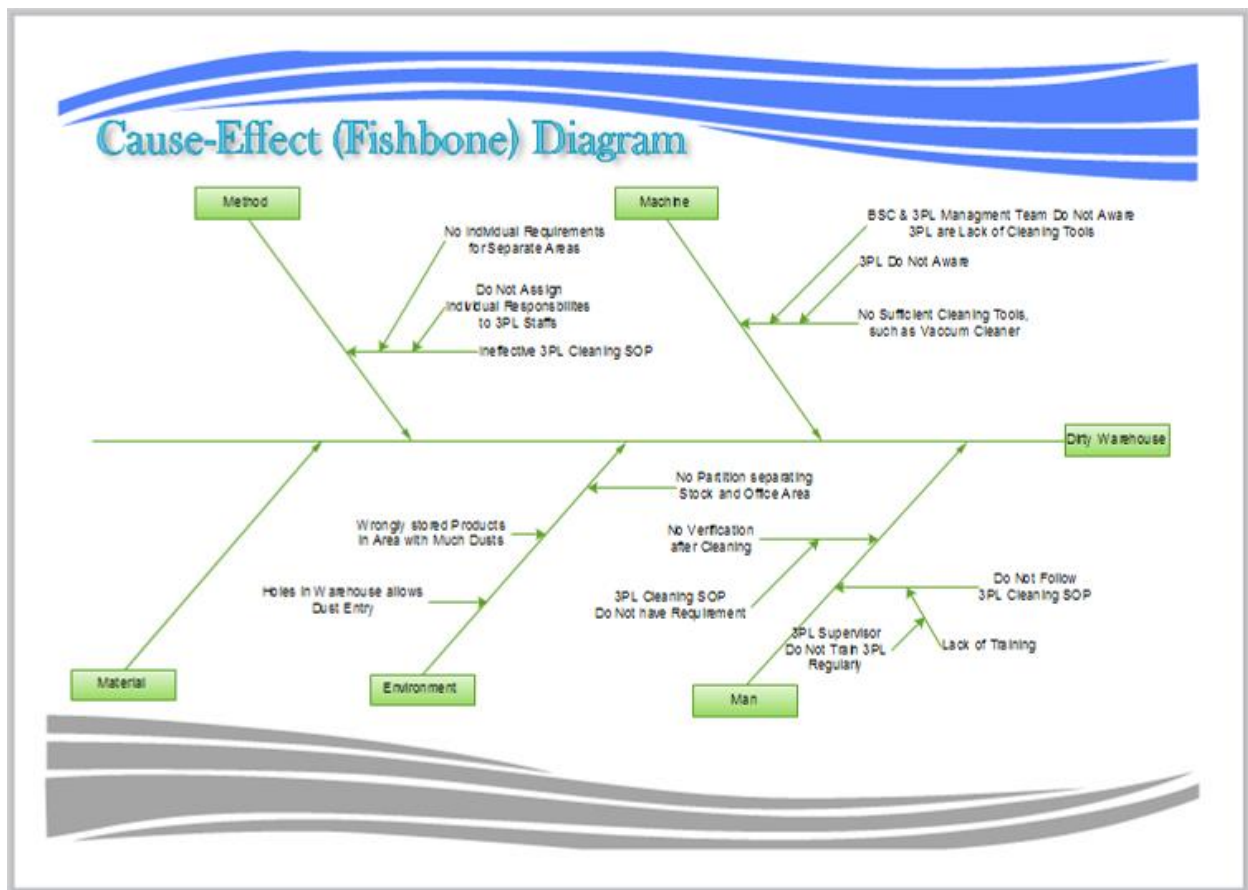 Cause-Effect (Fishbone) Diagram
Method
Machine
No Individual Requirements
for Separate Areas
Do Not Assign
Individual Responsbilites
to 3PL Staffs
Ineffective 3PL Cleaning SOP
BSC & 3PL Managment Team Do Not Aware
3PL are Lack of Cleaning Tools
3PL Do Not Aware
No Sufficient Cleaning Tools,
such as Vaccum Cleaner
Dirty Warehouse
No Partition separating
Stock and Office Area
Wrongly stored Products
in Area with Much Dusts
Holes in Warehouse allows
Dust Entry
No Verification
after Cleaning
3PL Cleaning SOP
Do Not have Requirement
Do Not Follow
3PL Cleaning SOP
3PL Supervisor
Do Not Train 3PL
Regularly
Lack of Training
Material
Environment
Man